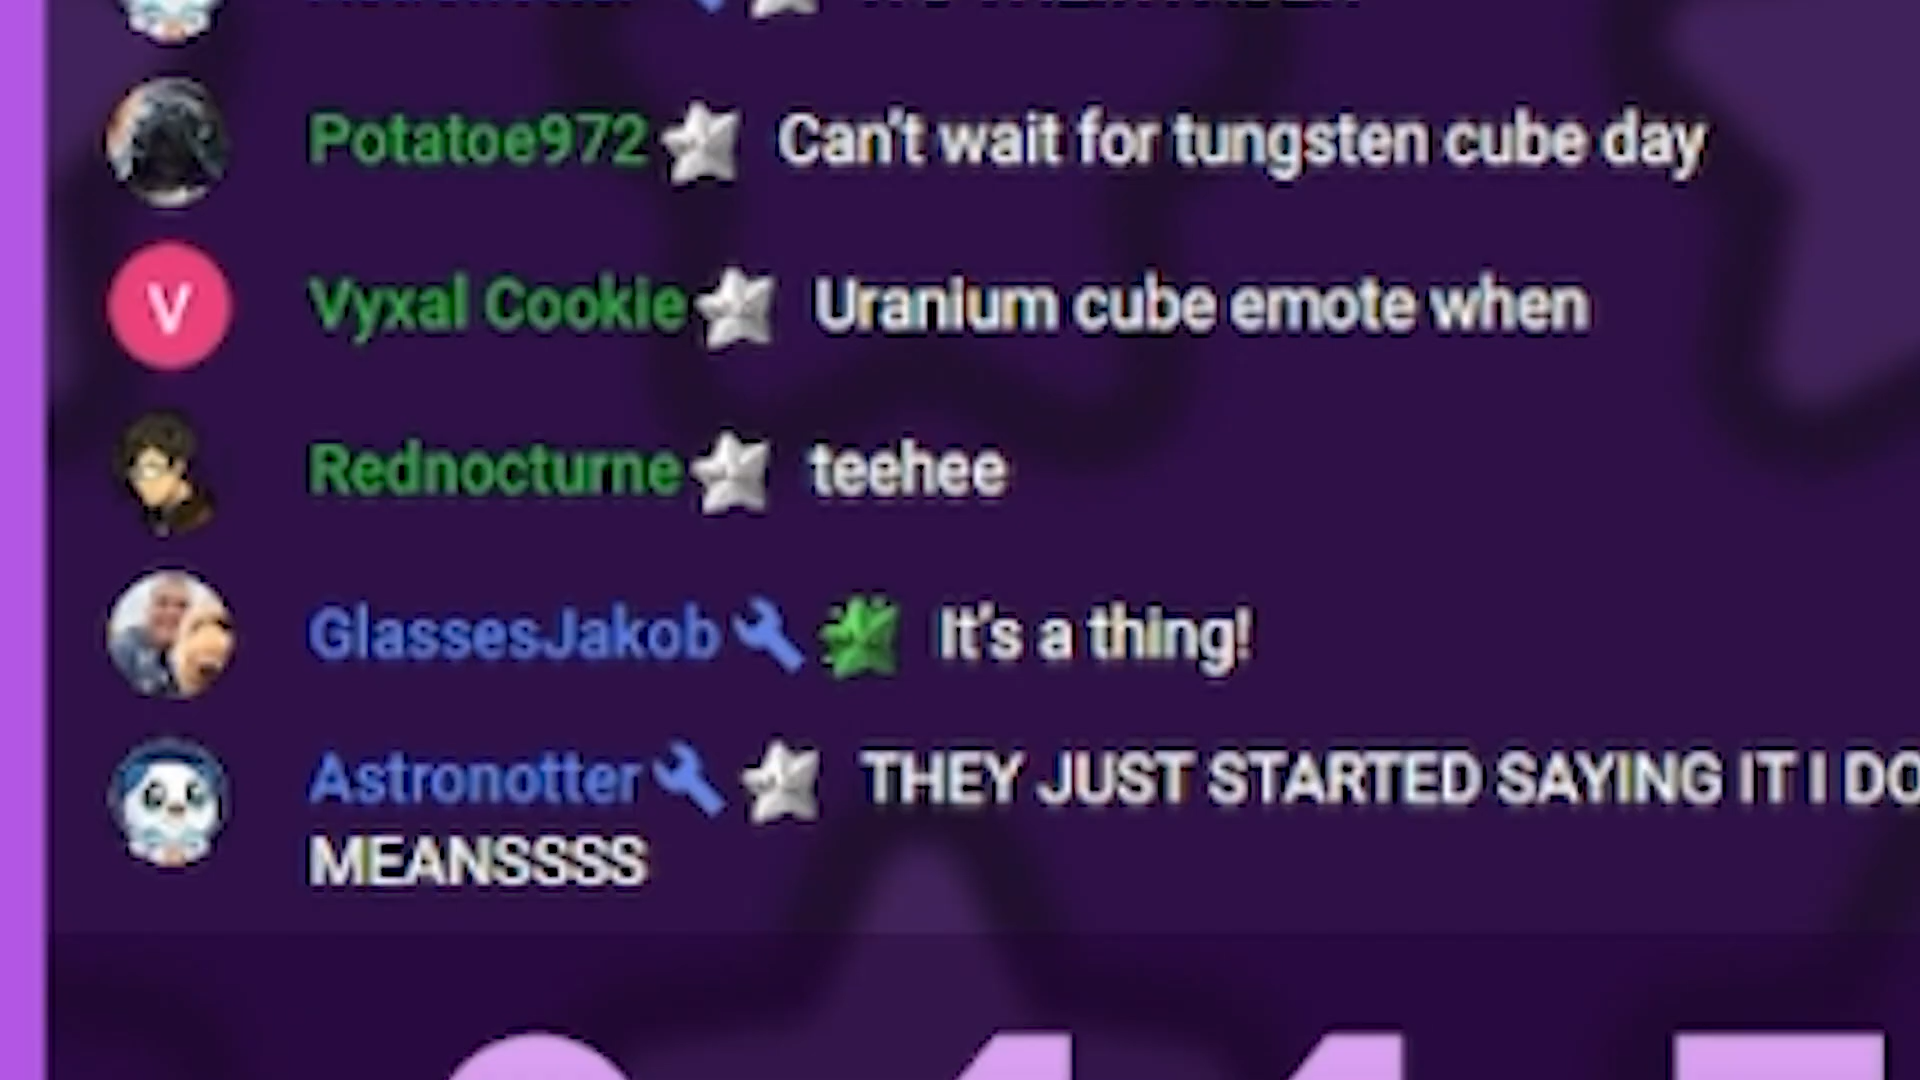 Potatoe972 Can't wait for tungsten cube day
V Vyxal Cookie Uranium cube emote when
Rednocturne teehee
GlassesJakob It's a thing!
Astronotter THEY JUST STARTED SAYING IT I DO
MEANSSSS